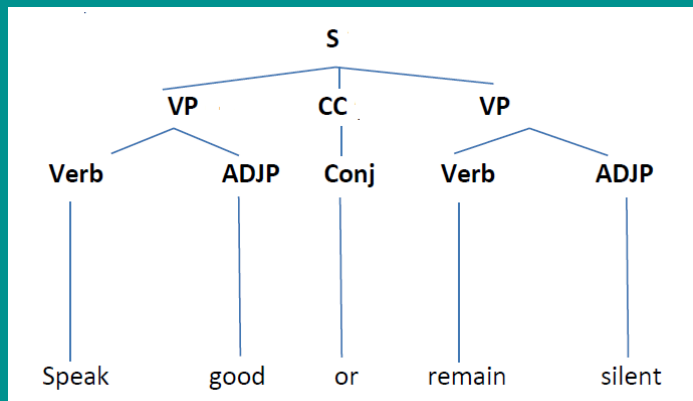 S
VP CC VP
Verb ADJP Conj Verb ADJP
Speak good or remain silent